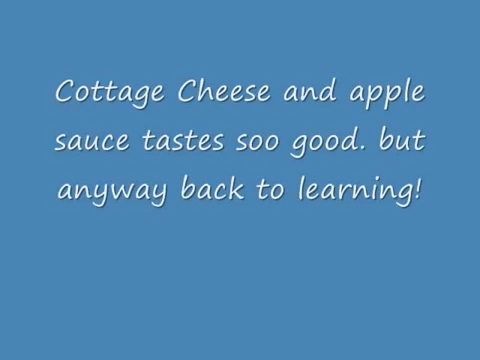 Cottage Cheese and apple
sauce tastes soo good. but
anyway back to learning!